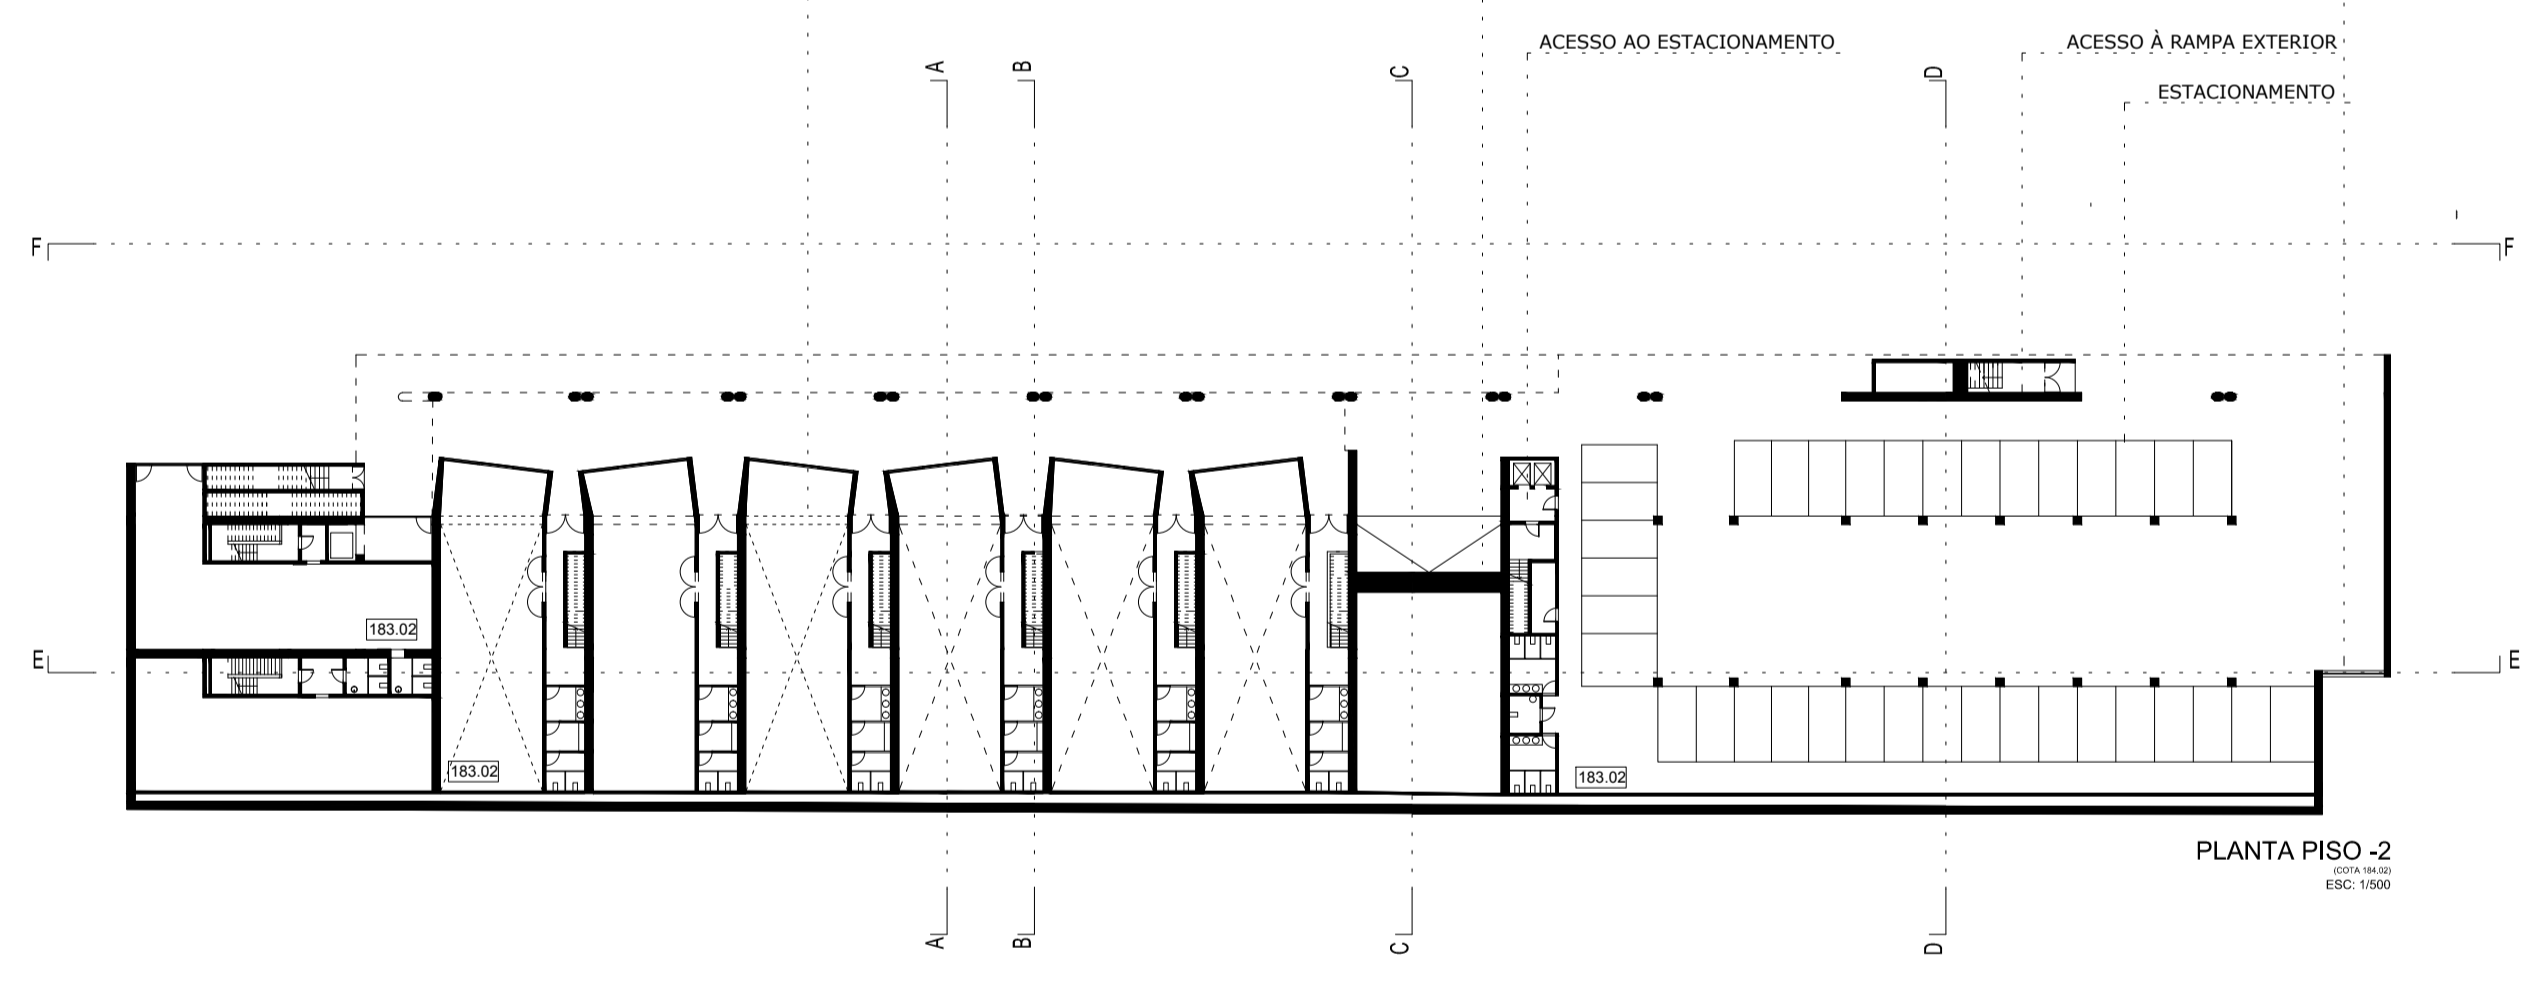 ACESSO AO ESTACIONAMENTO
ACESSO À RAMPA EXTERIOR
ESTACIONAMENTO
A
B
C
D
F
F
183.02
E
E
183.02
183.02
PLANTA PISO -2
(COTA 184.02)
ESC: 1/500
A
B
C
D